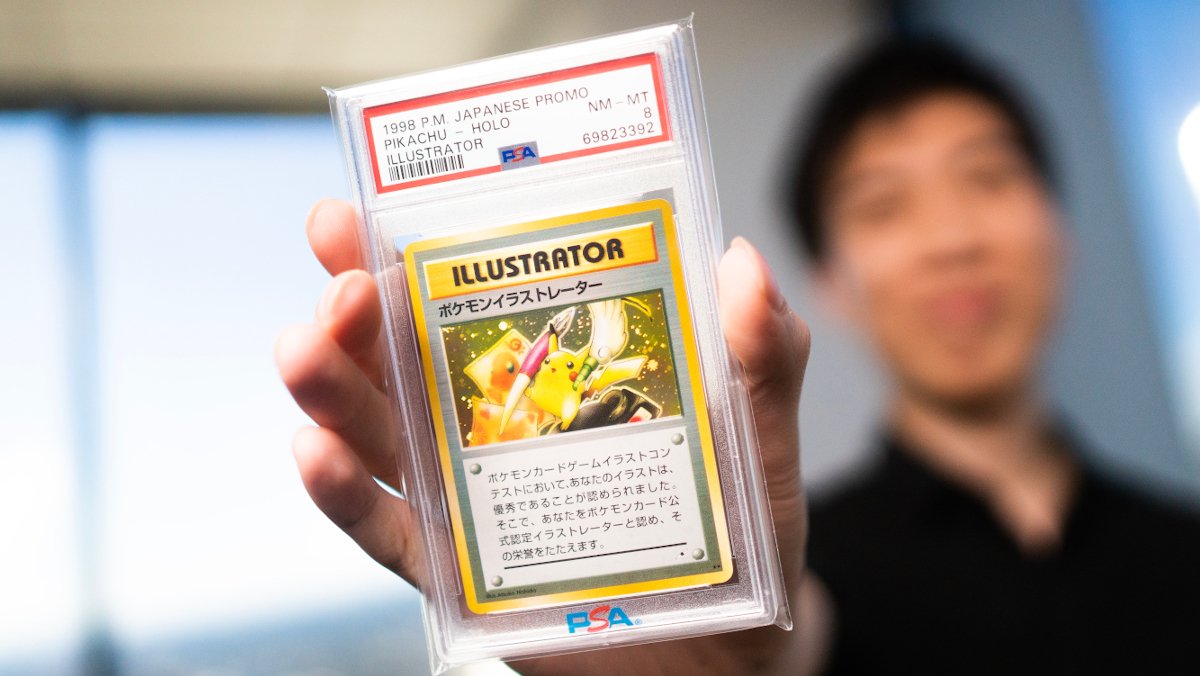 1998 P.M. JAPANESE PROMO
PIKACHU - HOLO
ILLUSTRATOR
NM - MT
8
69823392
PSA
ILLUSTRATOR
ポケモンイラストレーター
ポケモンカードゲームイラストコン
テストにおいて、あなたのイラストは、
優秀であることが認められました。
そこで、あなたをポケモンカード公
式認定イラストレーターと認め、そ
の栄誉をたたえます。
PSA®